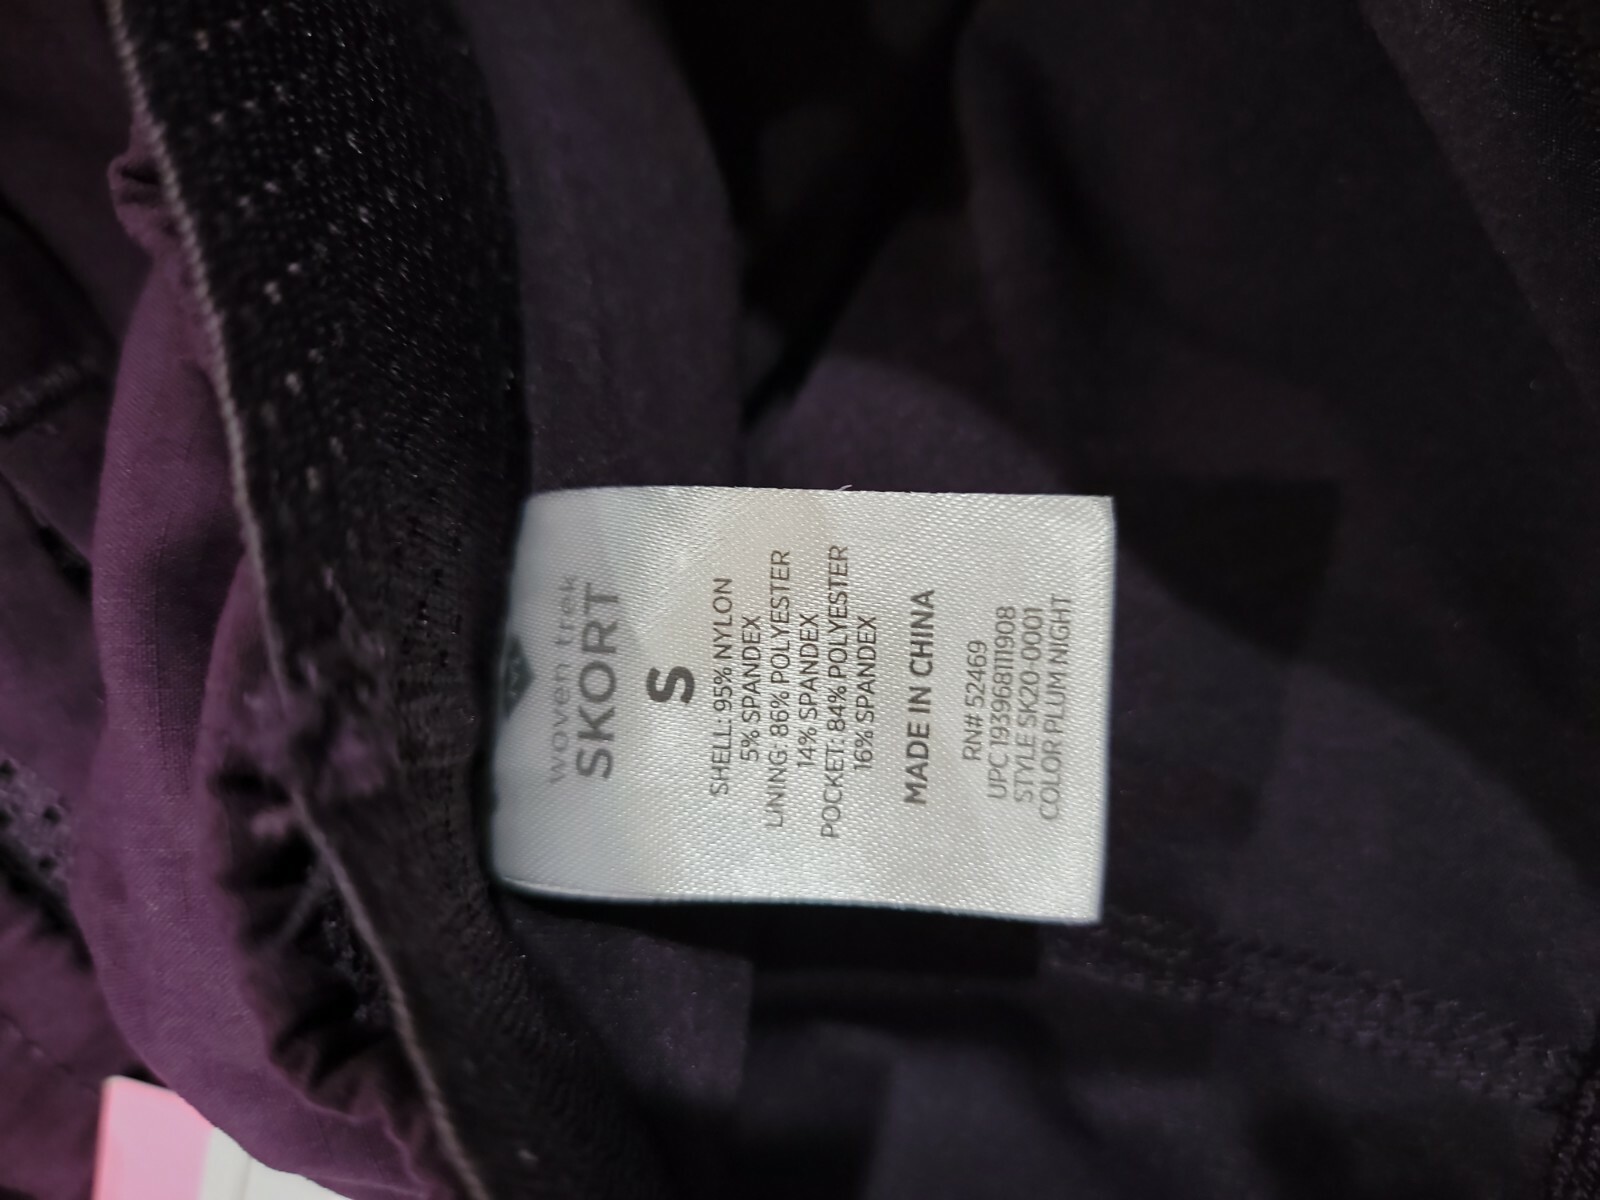 woven trek
SKORT
S
SHELL: 95% NYLON
5% SPANDEX
LINING: 86% POLYESTER
14% SPANDEX
POCKET: 84% POLYESTER
16% SPANDEX
MADE IN CHINA
RN# 52469
UPC 193968111908
STYLE SK20-0001
COLOR PLUM NIGHT